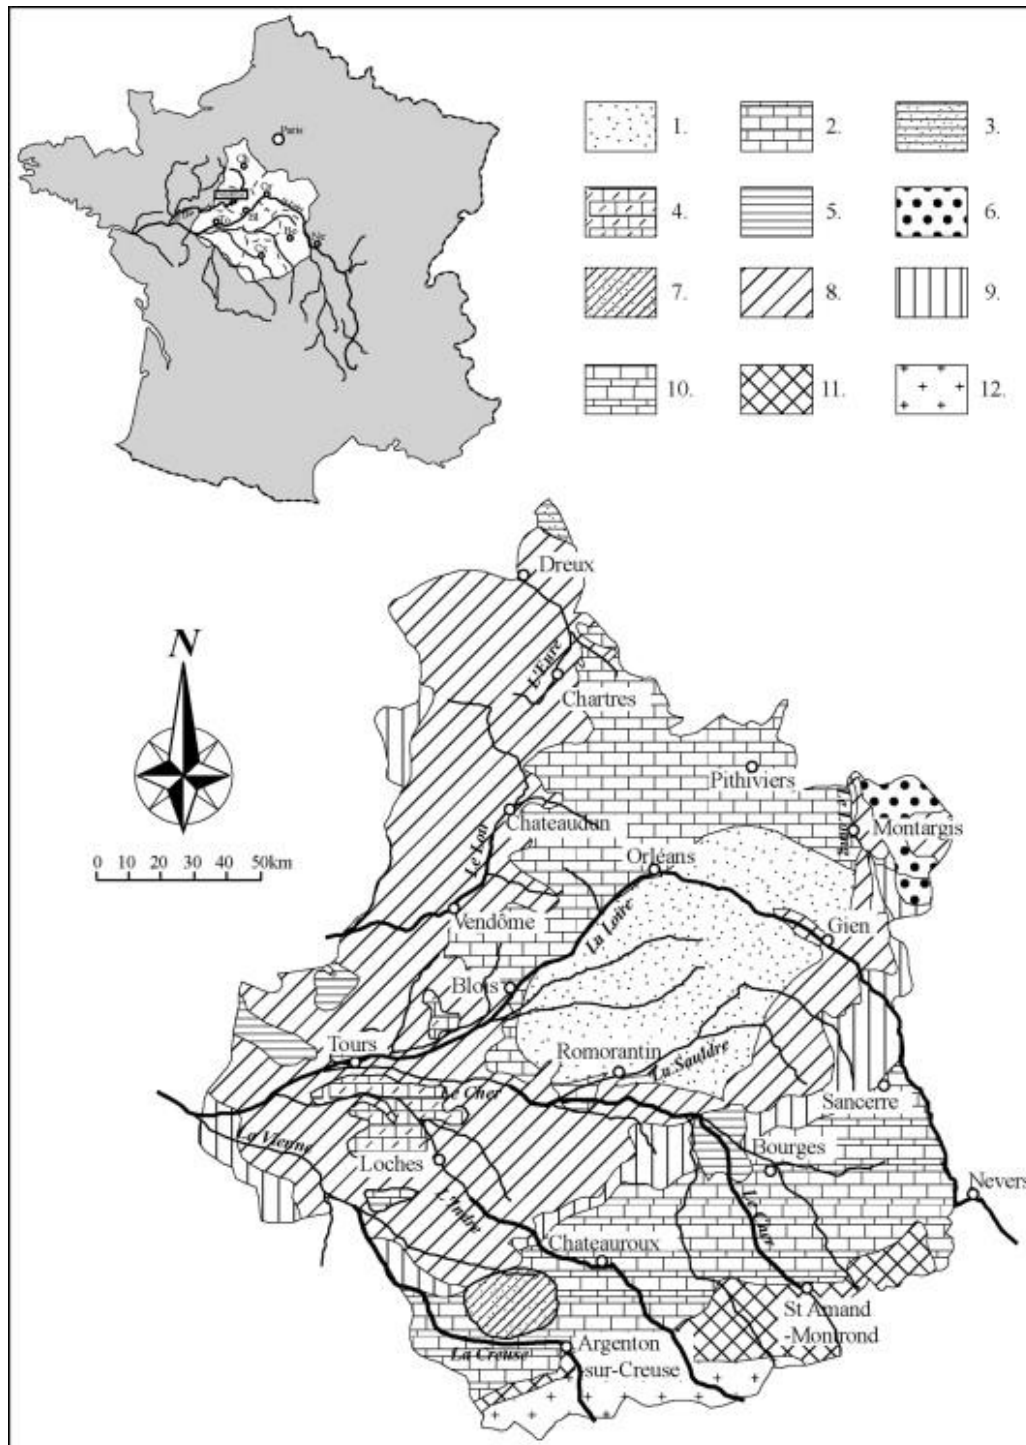 Paris
1.
2.
3.
4.
5.
6.
7.
8.
9.
10.
11.
12.
Dreux
L'Eure
Chartres
N
Pithiviers
Chateaudun
Montargis
Le Loing
Le Loir
Orléans
0 10 20 30 40 50km
Vendôme
La Loire
Gien
Blois
Tours
Romorantin
La Sauldre
Le Cher
Sancerre
La Vienne
Bourges
Loches
Nevers
L'Indre
Le Cher
Chateauroux
St Amand
-Montrond
Argenton
-sur-Creuse
La Creuse